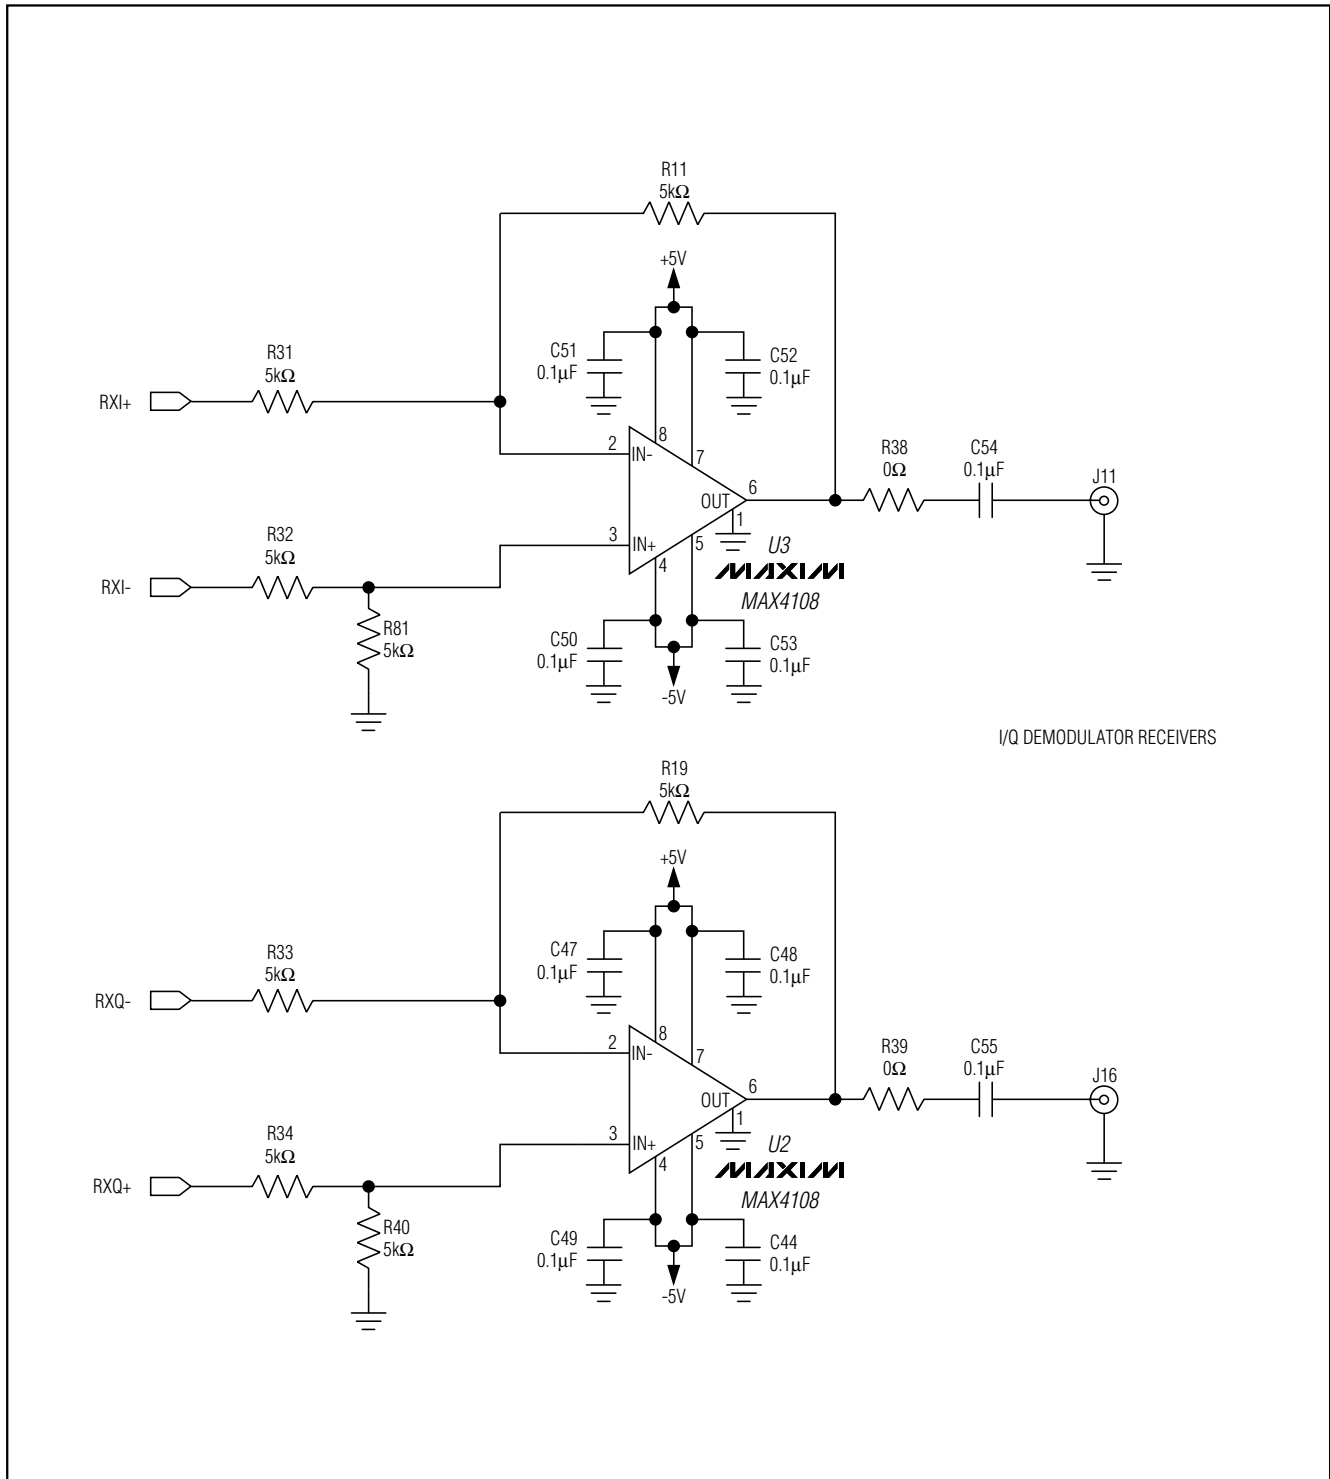 R11
5kΩ
+5V
C51
0.1µF
C52
0.1µF
R31
5kΩ
RXI+
8
7
2
IN-
R38
0Ω
C54
0.1µF
J11
6
OUT
1
R32
5kΩ
3
IN+
5
4
U3
MAXIM
MAX4108
RXI-
R81
5kΩ
C50
0.1µF
C53
0.1µF
-5V
I/Q DEMODULATOR RECEIVERS
R19
5kΩ
+5V
C47
0.1µF
C48
0.1µF
R33
5kΩ
RXQ-
8
7
2
IN-
R39
0Ω
C55
0.1µF
J16
6
OUT
1
R34
5kΩ
3
IN+
5
4
U2
MAXIM
MAX4108
RXQ+
R40
5kΩ
C49
0.1µF
C44
0.1µF
-5V